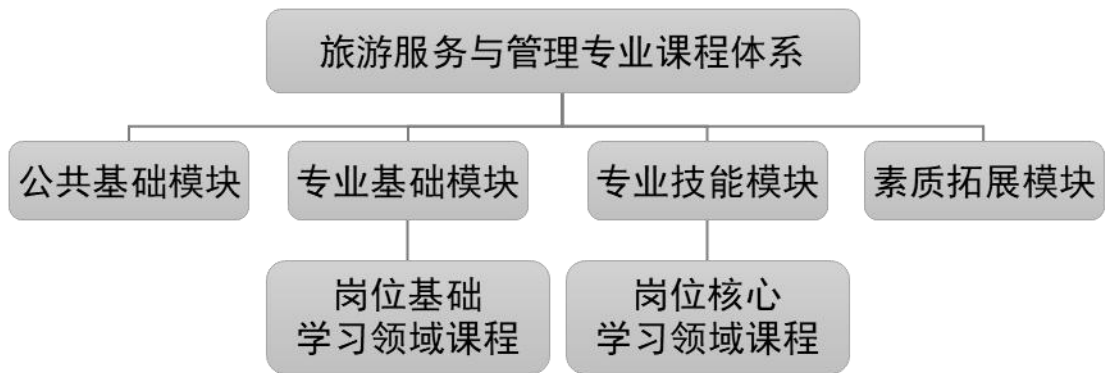 旅游服务与管理专业课程体系
公共基础模块
专业基础模块
专业技能模块
素质拓展模块
岗位基础
学习领域课程
岗位核心
学习领域课程